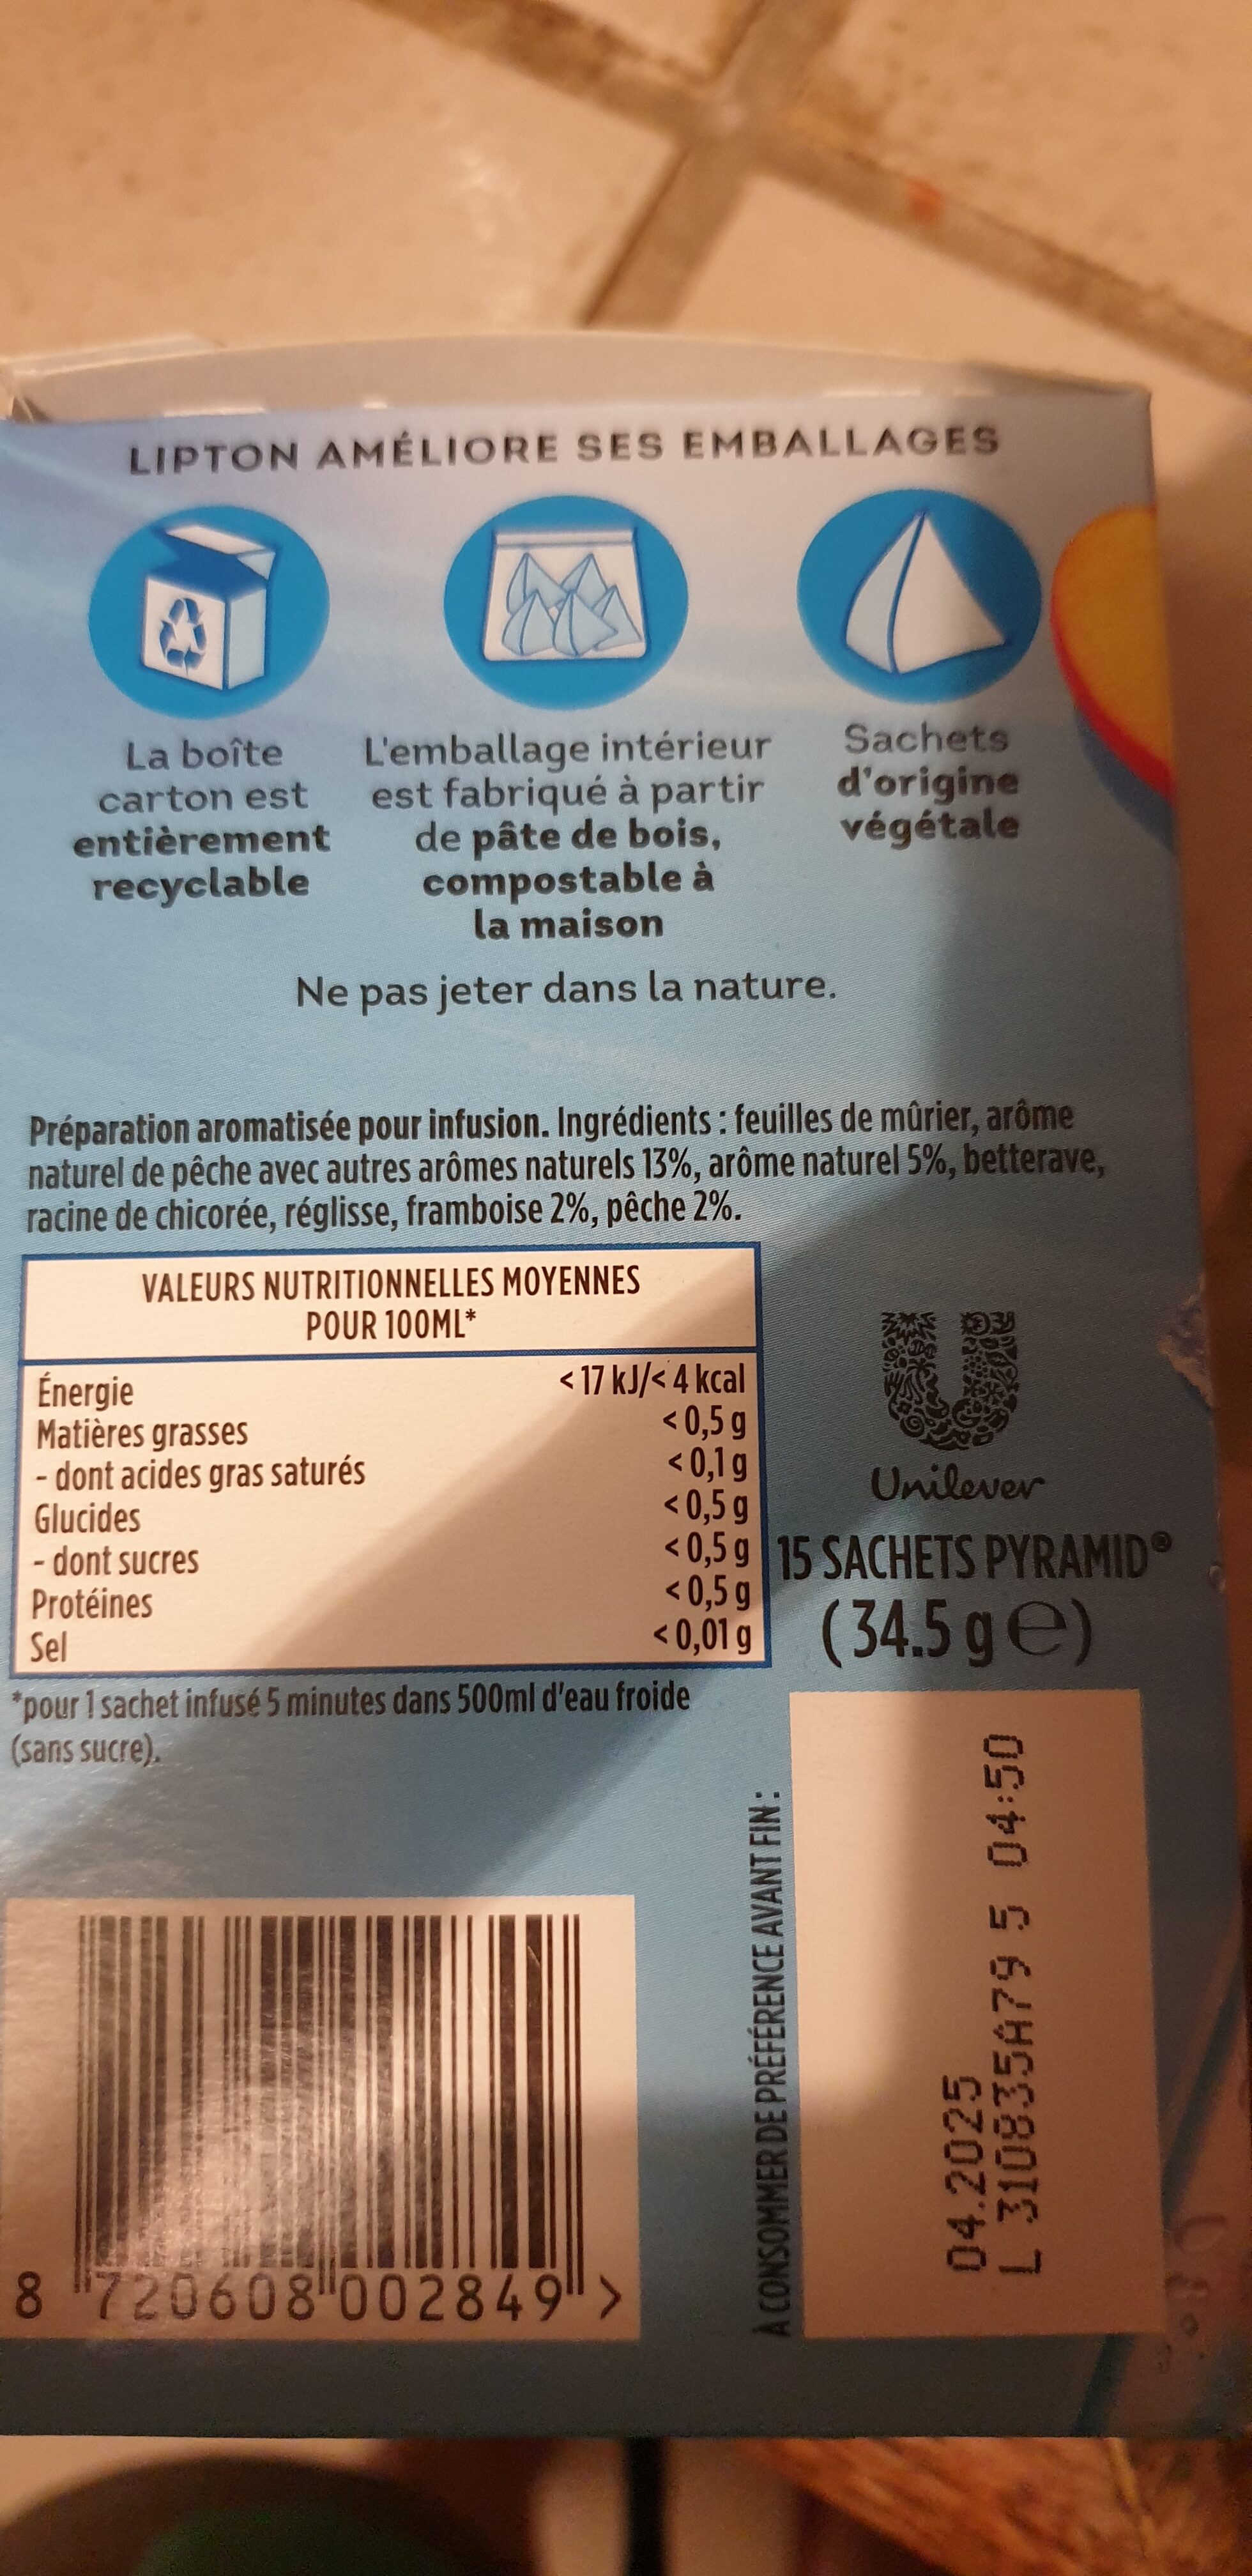 LIPTON AMÉLIORE SES EMBALLAGES
La boîte
carton est
entièrement
recyclable
L'emballage intérieur
est fabriqué à partir
de pâte de bois,
compostable à
la maison
Sachets
d'origine
végétale
Ne pas jeter dans la nature.
Préparation aromatisée pour infusion. Ingrédients : feuilles de mûrier, arôme
naturel de pêche avec autres arômes naturels 13%, arôme naturel 5%, betterave,
racine de chicorée, réglisse, framboise 2%, pêche 2%.
VALEURS NUTRITIONNELLES MOYENNES
POUR 100ML*
Énergie < 17 kJ/< 4 kcal
Matières grasses < 0,5 g
- dont acides gras saturés < 0,1 g
Glucides < 0,5 g
- dont sucres < 0,5 g
Protéines < 0,5 g
Sel < 0,01 g
*pour 1 sachet infusé 5 minutes dans 500ml d'eau froide
(sans sucre).
Unilever
15 SACHETS PYRAMID®
(34.5 g e)
À CONSOMMER DE PRÉFÉRENCE AVANT FIN :
04.2025
L 310835A79 5 04:50
8 720608 002849 >